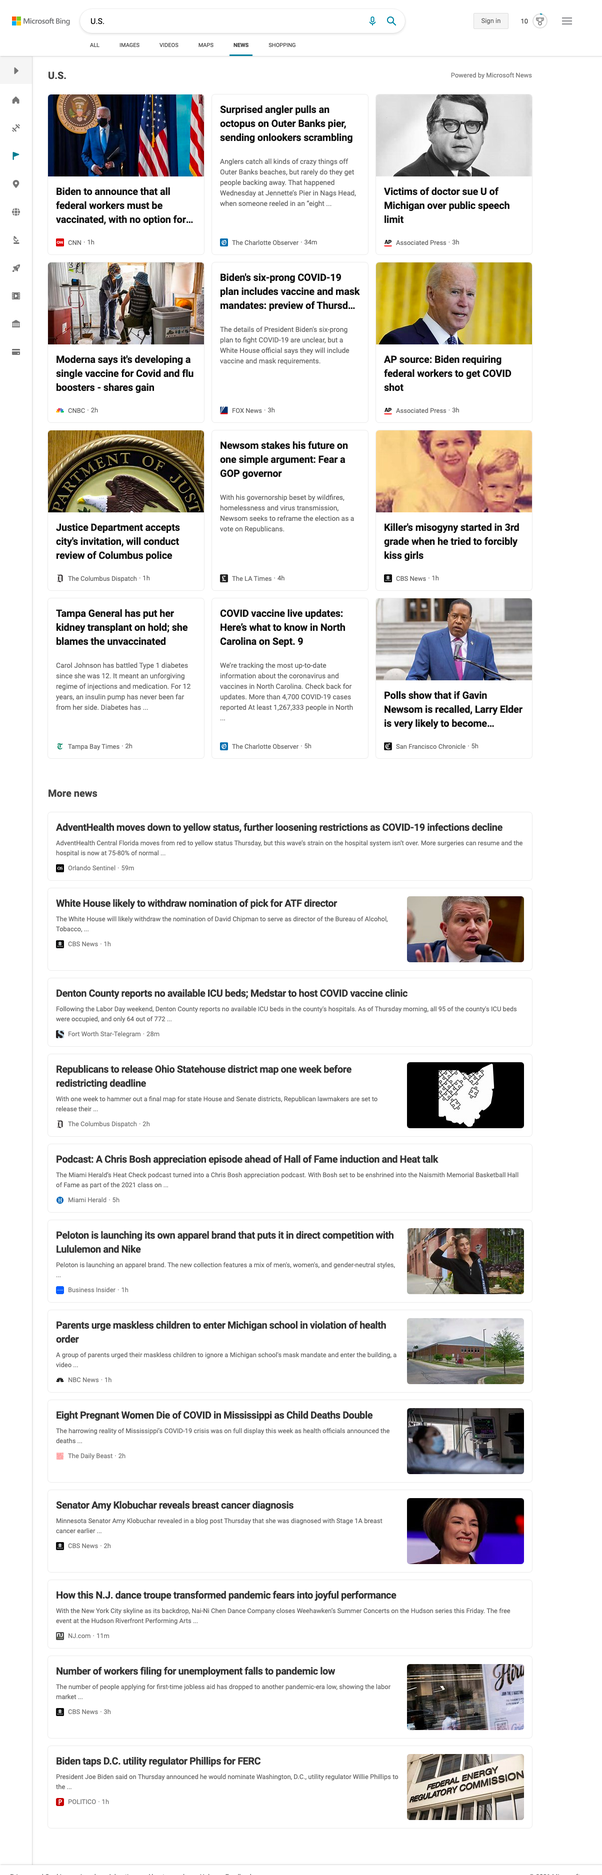 Microsoft Bing
U.S.
Sign in
10
ALL
IMAGES
VIDEOS
MAPS
NEWS
SHOPPING
U.S.
Powered by Microsoft News
Biden to announce that all
federal workers must be
vaccinated, with no option for...
CNN · 1h
Surprised angler pulls an
octopus on Outer Banks pier,
sending onlookers scrambling
Anglers catch all kinds of crazy things off
Outer Banks beaches, but rarely do they get
people backing away. That happened
Wednesday at Jennette's Pier in Nags Head,
when someone reeled in an "eight ...
The Charlotte Observer · 34m
Victims of doctor sue U of
Michigan over public speech
limit
AP
Associated Press · 3h
Moderna says it's developing a
single vaccine for Covid and flu
boosters - shares gain
CNBC · 2h
Biden's six-prong COVID-19
plan includes vaccine and mask
mandates: preview of Thursd...
The details of President Biden's six-prong
plan to fight COVID-19 are unclear, but a
White House official says they will include
vaccine and mask requirements.
FOX News · 3h
AP source: Biden requiring
federal workers to get COVID
shot
AP
Associated Press · 3h
PARTMENT OF JUST
Justice Department accepts
city's invitation, will conduct
review of Columbus police
The Columbus Dispatch · 1h
Newsom stakes his future on
one simple argument: Fear a
GOP governor
With his governorship beset by wildfires,
homelessness and virus transmission,
Newsom seeks to reframe the election as a
vote on Republicans.
The LA Times · 4h
Killer's misogyny started in 3rd
grade when he tried to forcibly
kiss girls
CBS News · 1h
Tampa General has put her
kidney transplant on hold; she
blames the unvaccinated
Carol Johnson has battled Type 1 diabetes
since she was 12. It meant an unforgiving
regime of injections and medication. For 12
years, an insulin pump has never been far
from her side. Diabetes has ...
Tampa Bay Times · 2h
COVID vaccine live updates:
Here's what to know in North
Carolina on Sept. 9
We're tracking the most up-to-date
information about the coronavirus and
vaccines in North Carolina. Check back for
updates. More than 4,700 COVID-19 cases
reported At least 1,267,333 people in North
...
The Charlotte Observer · 5h
Polls show that if Gavin
Newsom is recalled, Larry Elder
is very likely to become...
San Francisco Chronicle · 5h
More news
AdventHealth moves down to yellow status, further loosening restrictions as COVID-19 infections decline
AdventHealth Central Florida moves from red to yellow status Thursday, but this wave's strain on the hospital system isn't over. More surgeries can resume and the
hospital is now at 75-80% of normal ...
OS
Orlando Sentinel · 59m
White House likely to withdraw nomination of pick for ATF director
The White House will likely withdraw the nomination of David Chipman to serve as director of the Bureau of Alcohol,
Tobacco, ...
CBS News · 1h
Denton County reports no available ICU beds; Medstar to host COVID vaccine clinic
Following the Labor Day weekend, Denton County reports no available ICU beds in the county's hospitals. As of Thursday morning, all 95 of the county's ICU beds
were occupied, and only 64 out of 772 ...
Fort Worth Star-Telegram · 28m
Republicans to release Ohio Statehouse district map one week before
redistricting deadline
With one week to hammer out a final map for state House and Senate districts, Republican lawmakers are set to
release their ...
The Columbus Dispatch · 2h
Podcast: A Chris Bosh appreciation episode ahead of Hall of Fame induction and Heat talk
The Miami Herald's Heat Check podcast turned into a Chris Bosh appreciation podcast. With Bosh set to be enshrined into the Naismith Memorial Basketball Hall
of Fame as part of the 2021 class on ...
Miami Herald · 5h
Peloton is launching its own apparel brand that puts it in direct competition with
Lululemon and Nike
Peloton is launching an apparel brand. The new collection features a mix of men's, women's, and gender-neutral styles,
...
Business Insider · 1h
Parents urge maskless children to enter Michigan school in violation of health
order
A group of parents urged their maskless children to ignore a Michigan school's mask mandate and enter the building, a
video ...
NBC News · 1h
Eight Pregnant Women Die of COVID in Mississippi as Child Deaths Double
The harrowing reality of Mississippi's COVID-19 crisis was on full display this week as health officials announced the
deaths ...
The Daily Beast · 2h
Senator Amy Klobuchar reveals breast cancer diagnosis
Minnesota Senator Amy Klobuchar revealed in a blog post Thursday that she was diagnosed with Stage 1A breast
cancer earlier ...
CBS News · 2h
How this N.J. dance troupe transformed pandemic fears into joyful performance
With the New York City skyline as its backdrop, Nai-Ni Chen Dance Company closes Weehawken's Summer Concerts on the Hudson series this Friday. The free
event at the Hudson Riverfront Performing Arts ...
NJ.com · 11m
Number of workers filing for unemployment falls to pandemic low
The number of people applying for first-time jobless aid has dropped to another pandemic-era low, showing the labor
market ...
CBS News · 3h
Biden taps D.C. utility regulator Phillips for FERC
President Joe Biden said on Thursday announced he would nominate Washington, D.C., utility regulator Willie Phillips to
the ...
POLITICO · 1h
FEDERAL ENERGY
REGULATORY COMMISSION